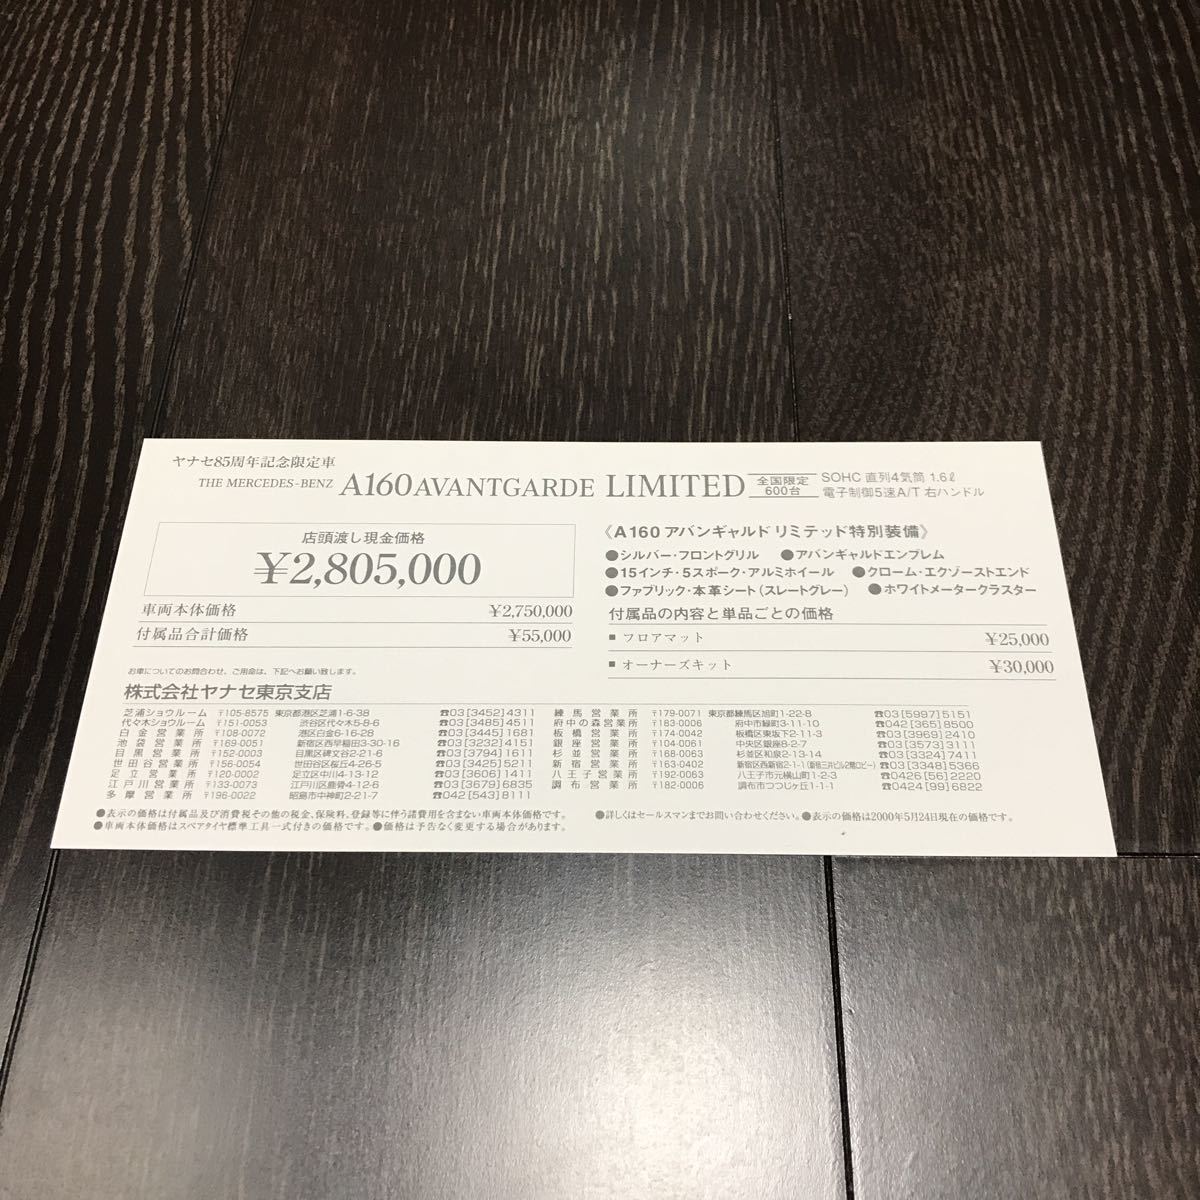 ヤナセ85周年記念限定車
THE MERCEDES-BENZ A160 AVANTGARDE LIMITED 全国限定 600台
SOHC 直列4気筒 1.6ℓ
電子制御5速A/T 右ハンドル
店頭渡し現金価格
¥2,805,000
車両本体価格 ¥2,750,000
付属品合計価格 ¥55,000
《A160 アバンギャルド リミテッド特別装備》
●シルバー・フロントグリル ●アバンギャルドエンブレム
●15インチ・5スポーク・アルミホイール ●クローム・エクゾーストエンド
●ファブリック・本革シート(スレートグレー) ●ホワイトメータークラスター
付属品の内容と単品ごとの価格
■ フロアマット ¥25,000
■ オーナーズキット ¥30,000
お車についてのお問合わせ、ご用命は、下記へお願い致します。
株式会社ヤナセ東京支店
芝浦ショウルーム 〒105-8575 東京都港区芝浦1-6-38 ☎03[3452]4311
代々木ショウルーム 〒151-0053 渋谷区代々木5-8-6 ☎03[3485]4511
白金営業所 〒108-0072 港区白金6-16-28 ☎03[3445]1681
池袋営業所 〒169-0051 新宿区西早稲田3-30-16 ☎03[3232]4151
目黒営業所 〒152-0003 目黒区碑文谷2-21-6 ☎03[3794]1611
世田谷営業所 〒156-0054 世田谷区桜丘4-26-5 ☎03[3425]5211
足立営業所 〒120-0002 足立区中川4-13-12 ☎03[3606]1411
江戸川営業所 〒133-0073 江戸川区鹿骨4-12-6 ☎03[3679]6835
多摩営業所 〒196-0022 昭島市中神町2-21-7 ☎042[543]8111
練馬営業所 〒179-0071 東京都練馬区旭町1-22-8 ☎03[5997]5151
府中の森営業所 〒183-0006 府中市緑町3-11-10 ☎042[365]8500
板橋営業所 〒174-0042 板橋区東坂下2-11-3 ☎03[3969]2410
銀座営業所 〒104-0061 中央区銀座8-2-7 ☎03[3573]3111
杉並営業所 〒168-0063 杉並区和泉2-13-14 ☎03[3324]7411
新宿営業所 〒163-0402 新宿区西新宿2-1-1(新宿三井ビル2階ロビー) ☎03[3348]5366
八王子営業所 〒192-0063 八王子市元横山町1-2-3 ☎0426[56]2220
調布営業所 〒182-0006 調布市つつじヶ丘1-1-1 ☎0424[99]6822
●表示の価格は付属品及び消費税その他の税金、保険料、登録等に伴う諸費用を含まない車両本体価格です。
●車両本体価格はスペアタイヤ標準工具一式付きの価格です。●価格は予告なく変更する場合があります。
●詳しくはセールスマンまでお問い合わせください。●表示の価格は2000年5月24日現在の価格です。